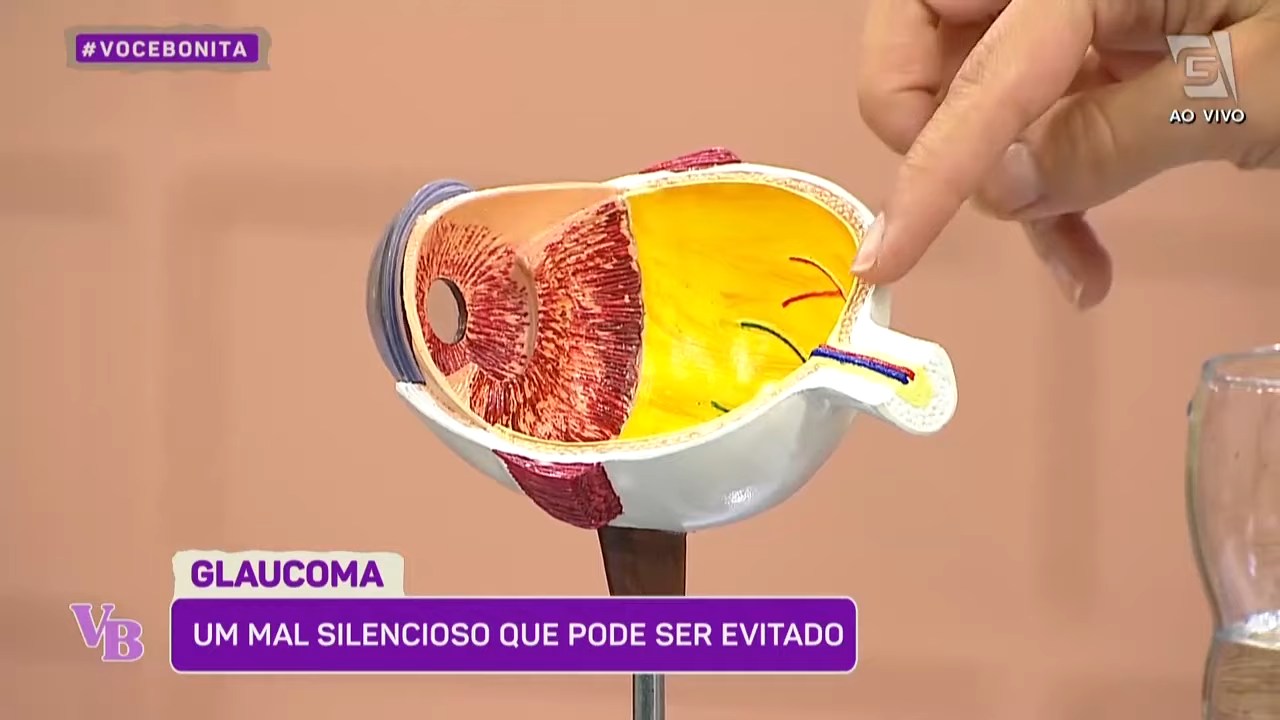 #VOCEBONITA
G
AO VIVO
GLAUCOMA
VB
UM MAL SILENCIOSO QUE PODE SER EVITADO